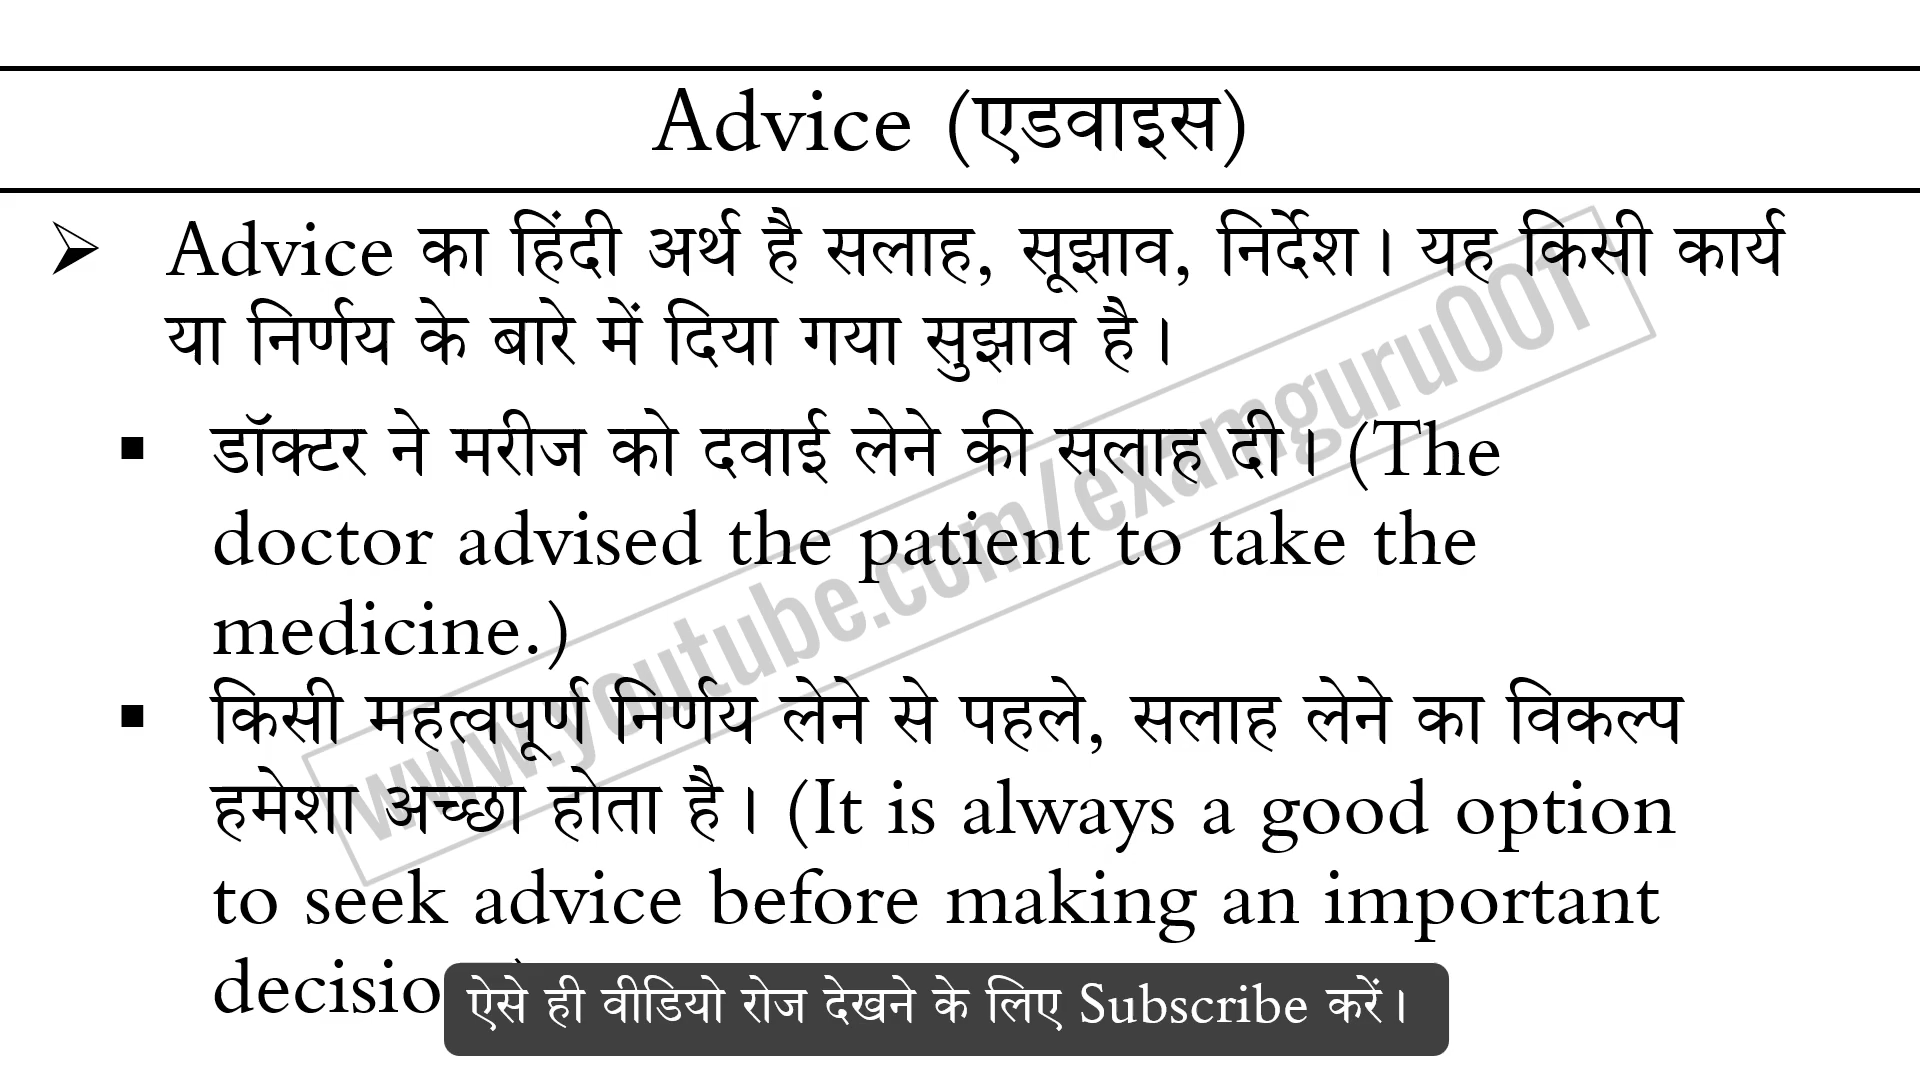 Advice (एडवाइस)
➢ Advice का हिंदी अर्थ है सलाह, सूझाव, निर्देश। यह किसी कार्य
या निर्णय के बारे में दिया गया सुझाव है।
▪ डॉक्टर ने मरीज को दवाई लेने की सलाह दी। (The
doctor advised the patient to take the
medicine.)
▪ किसी महत्वपूर्ण निर्णय लेने से पहले, सलाह लेने का विकल्प
हमेशा अच्छा होता है। (It is always a good option
to seek advice before making an important
decisio
ऐसे ही वीडियो रोज देखने के लिए Subscribe करें।
www.youtube.com/examguru001